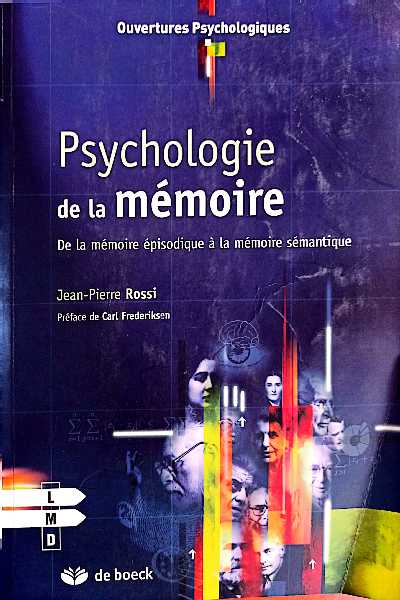 Ouvertures Psychologiques
Psychologie
de la mémoire
De la mémoire épisodique à la mémoire sémantique
Jean-Pierre Rossi
Préface de Carl Frederiksen
L
M
D
de boeck